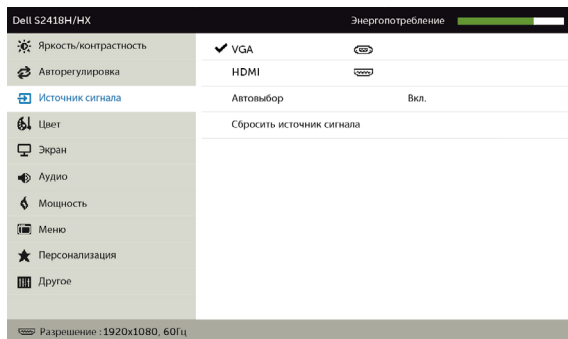 Dell S2418H/HX Энергопотребление
Яркость/контрастность
Авторегулировка
Источник сигнала
Цвет
Экран
Аудио
Мощность
Меню
Персонализация
Другое
VGA
HDMI
Автовыбор Вкл.
Сбросить источник сигнала
Разрешение : 1920x1080, 60Гц